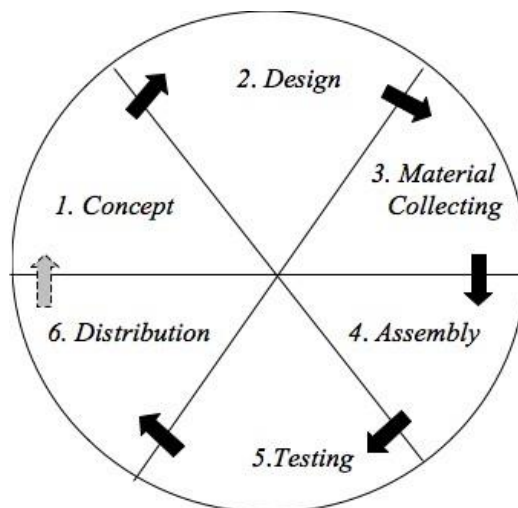 1. Concept
2. Design
3. Material
Collecting
4. Assembly
5.Testing
6. Distribution